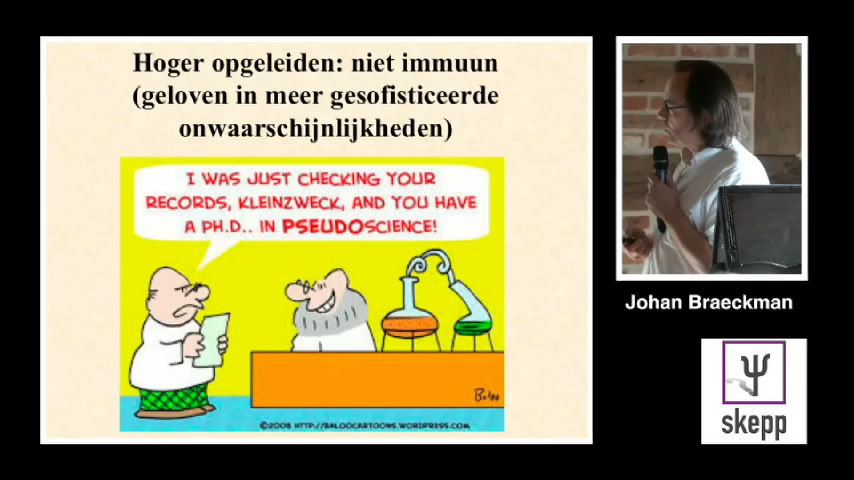 Hoger opgeleiden: niet immuun
(geloven in meer gesofisticeerde
onwaarschijnlijkheden)
I WAS JUST CHECKING YOUR
RECORDS, KLEINZWECK, AND YOU HAVE
A PH.D.. IN PSEUDOSCIENCE!
Baloo
©2008 HTTP://BALOOCARTOONS.WORDPRESS.COM
Johan Braeckman
skepp